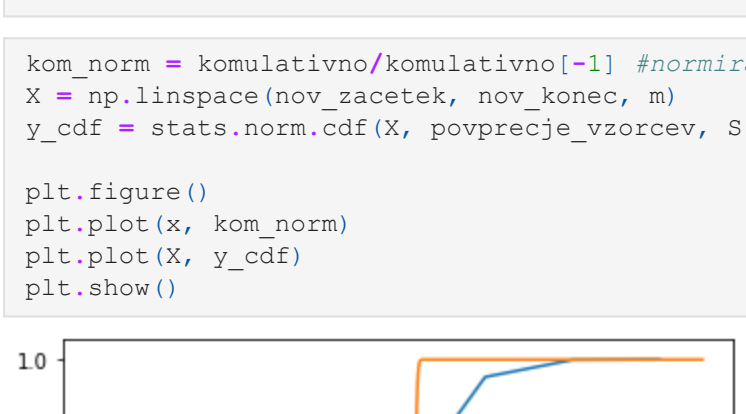 kom_norm = komulativno/komulativno[-1] #normira
X = np.linspace(nov_zacetek, nov_konec, m)
y_cdf = stats.norm.cdf(X, povprecje_vzorcev, S
plt.figure()
plt.plot(x, kom_norm)
plt.plot(X, y_cdf)
plt.show()
1.0